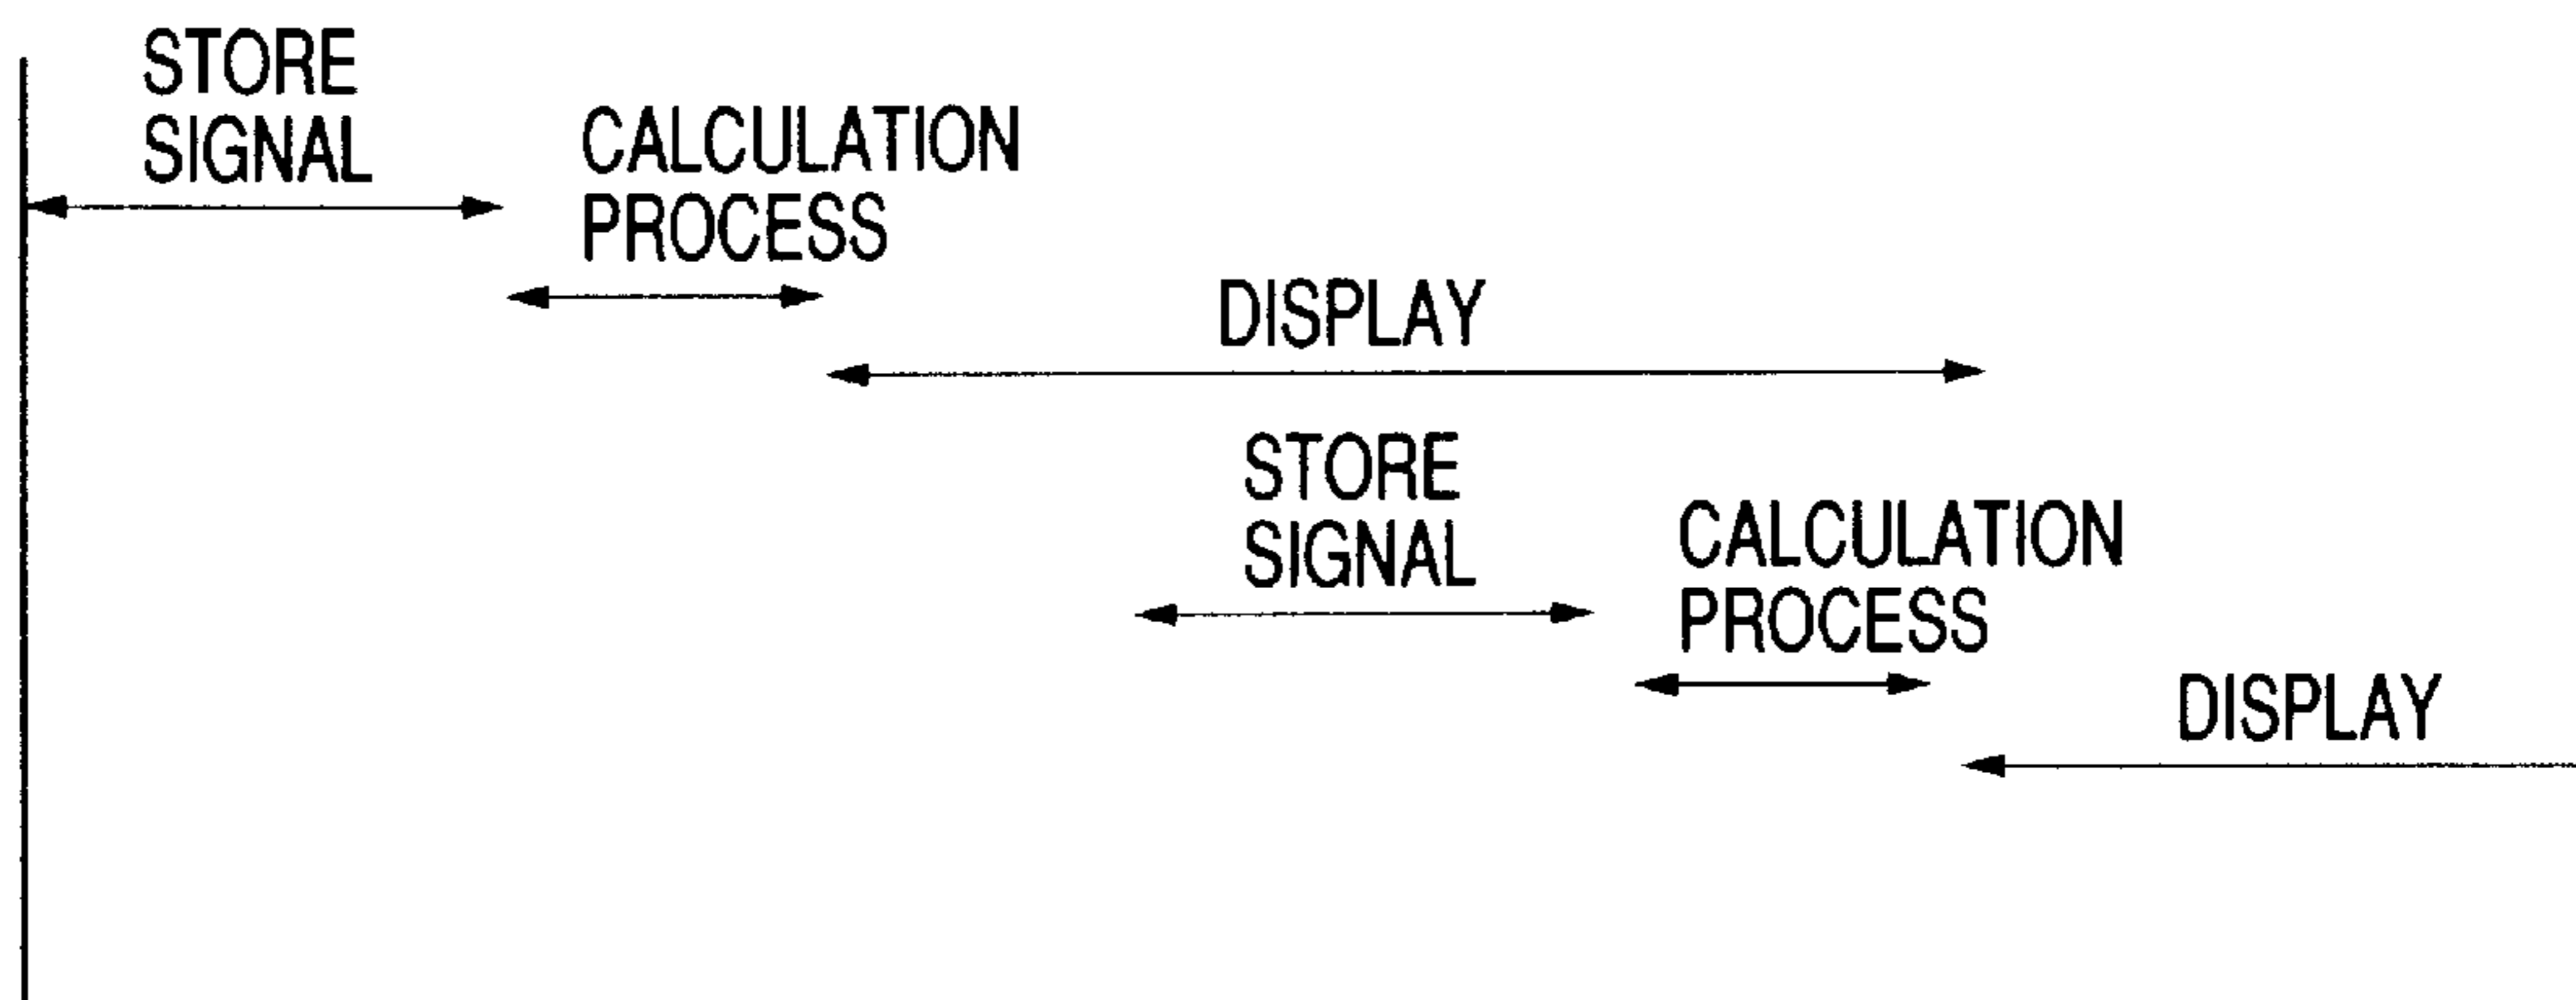 STORE
SIGNAL
CALCULATION
PROCESS
DISPLAY
STORE
SIGNAL
CALCULATION
PROCESS
DISPLAY